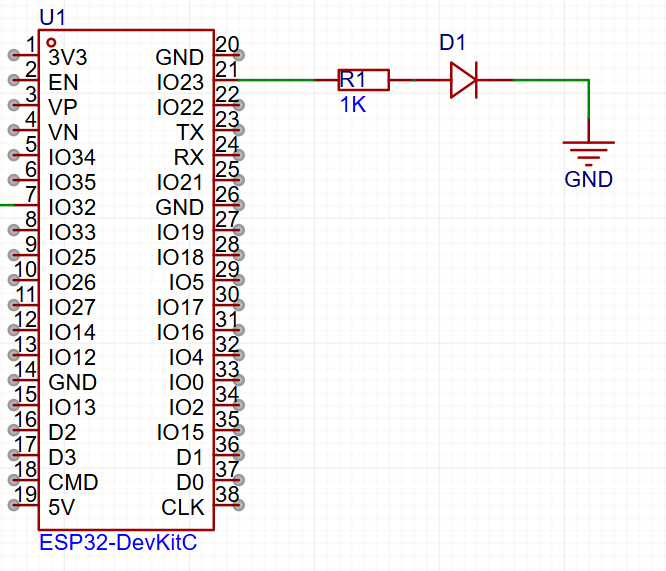 U1
1 3V3 GND 20
2 EN IO23 21
3 VP IO22 22
4 VN TX 23
5 IO34 RX 24
6 IO35 IO21 25
7 IO32 GND 26
8 IO33 IO19 27
9 IO25 IO18 28
10 IO26 IO5 29
11 IO27 IO17 30
12 IO14 IO16 31
13 IO12 IO4 32
14 GND IO0 33
15 IO13 IO2 34
16 D2 IO15 35
17 D3 D1 36
18 CMD D0 37
19 5V CLK 38
ESP32-DevKitC
R1
1K
D1
GND